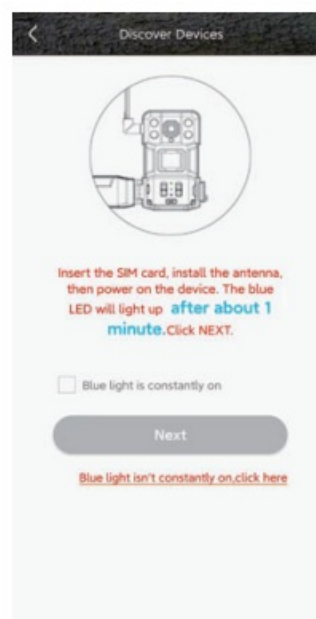 Discover Devices
Insert the SIM card, install the antenna,
then power on the device. The blue
LED will light up after about 1
minute.Click NEXT.
Blue light is constantly on
Next
Blue light isn't constantly on,click here